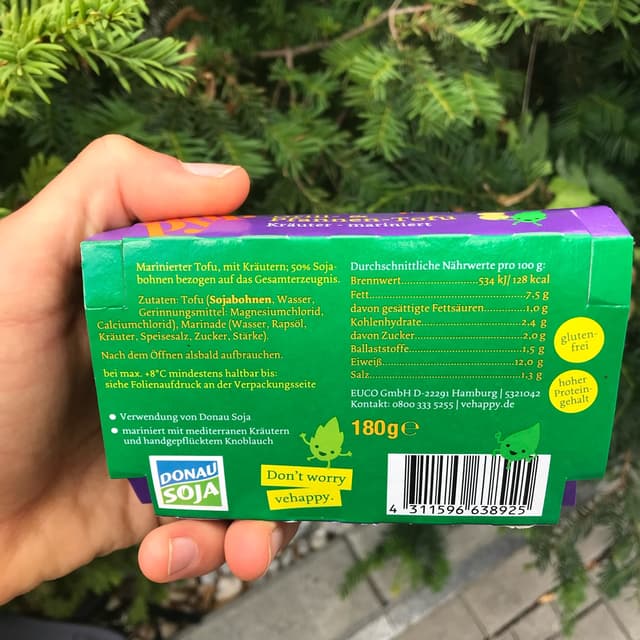 Pfannen-Tofu
Kräuter - mariniert
Marinierter Tofu, mit Kräutern; 50% Soja-
bohnen bezogen auf das Gesamterzeugnis.
Zutaten: Tofu (Sojabohnen, Wasser,
Gerinnungsmittel: Magnesiumchlorid,
Calciumchlorid), Marinade (Wasser, Rapsöl,
Kräuter, Speisesalz, Zucker, Stärke).
Nach dem Öffnen alsbald aufbrauchen.
bei max. +8°C mindestens haltbar bis:
siehe Folienaufdruck an der Verpackungsseite
Verwendung von Donau Soja
mariniert mit mediterranen Kräutern
und handgepflücktem Knoblauch
DONAU
SOJA
Don't worry
vehappy.
Durchschnittliche Nährwerte pro 100 g:
Brennwert.....534 kJ/ 128 kcal
Fett.....7,5 g
davon gesättigte Fettsäuren.....1,0 g
Kohlenhydrate.....2,4 g
davon Zucker.....2,0 g
Ballaststoffe.....1,5 g
Eiweiß.....12,0 g
Salz.....1,3 g
EUCO GmbH D-22291 Hamburg | 5321042
Kontakt: 0800 333 5255 | vehappy.de
180g℮
4 311596 638925
gluten-
frei
hoher
Protein-
gehalt